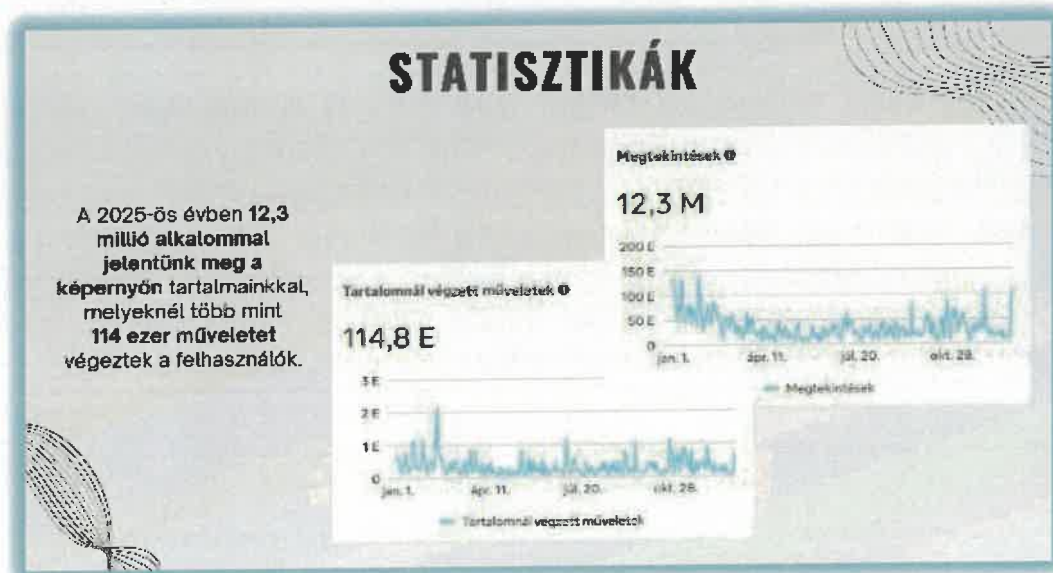 STATISZTIKÁK
A 2025-ös évben 12,3
millió alkalommal
jelentünk meg a
képernyőn tartalmainkkal,
melyeknél több mint
114 ezer műveletet
végeztek a felhasználók.
Tartalomnál végzett műveletek
114,8 E
3 E
2 E
1 E
0
jan. 1. ápr. 11. júl. 20. okt. 28.
Tartalomnál végzett műveletek
Megtekintések
12,3 M
200 E
150 E
100 E
50 E
0
jan. 1. ápr. 11. júl. 20. okt. 28.
Megtekintések